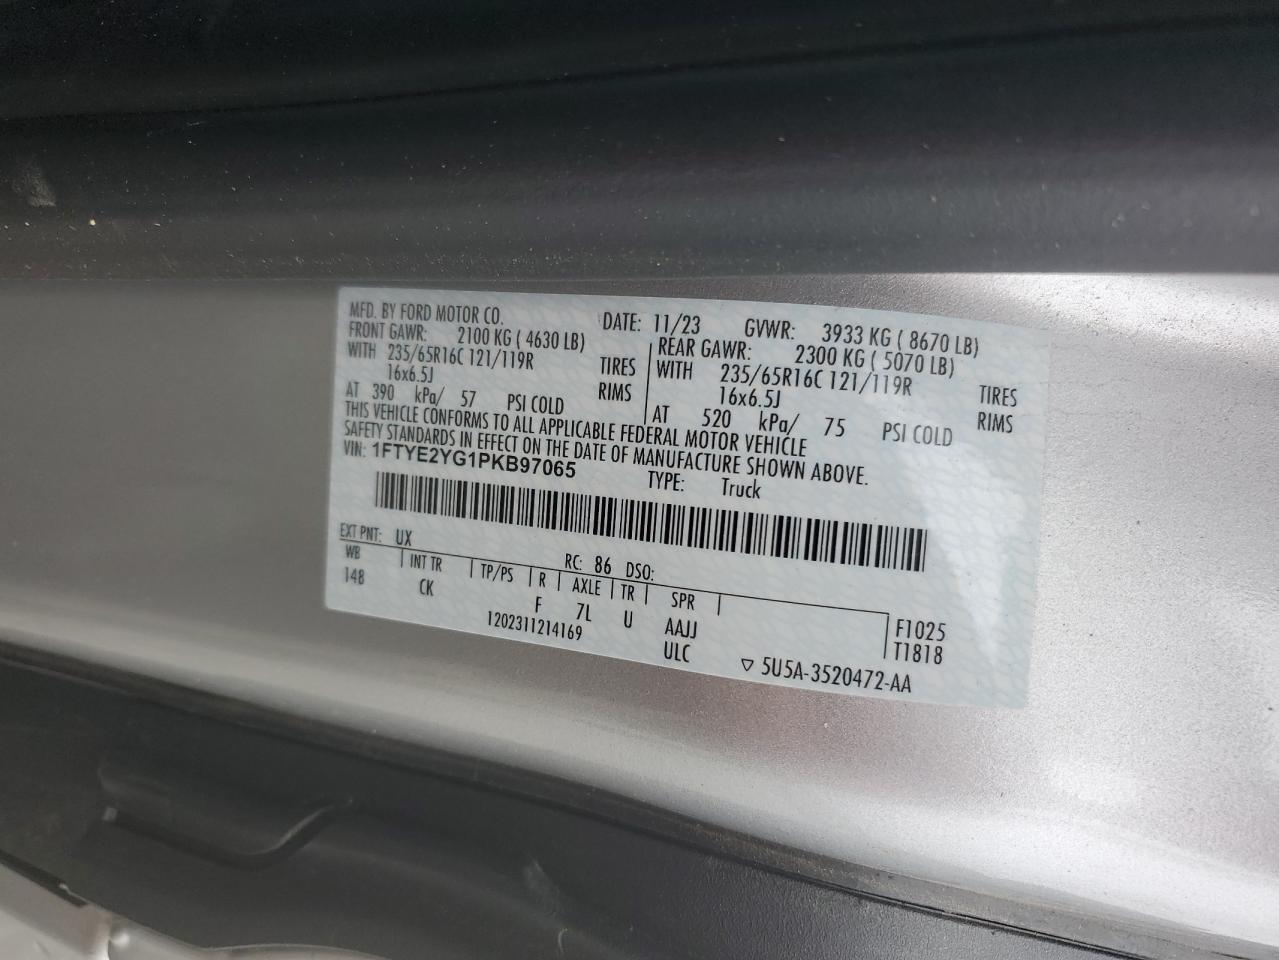 MFD. BY FORD MOTOR CO. DATE: 11/23 GVWR: 3933 KG ( 8670 LB)
FRONT GAWR: 2100 KG ( 4630 LB) REAR GAWR: 2300 KG ( 5070 LB)
WITH 235/65R16C 121/119R TIRES WITH 235/65R16C 121/119R TIRES
16x6.5J RIMS 16x6.5J RIMS
AT 390 kPa/ 57 PSI COLD AT 520 kPa/ 75 PSI COLD
THIS VEHICLE CONFORMS TO ALL APPLICABLE FEDERAL MOTOR VEHICLE
SAFETY STANDARDS IN EFFECT ON THE DATE OF MANUFACTURE SHOWN ABOVE.
VIN: 1FTYE2YG1PKB97065 TYPE: Truck
EXT PNT: UX RC: 86 DSO:
WB INT TR TP/PS R AXLE TR SPR
148 CK F 7L U AAJJ F1025
1202311214169 ULC T1818
▽ 5U5A-3520472-AA